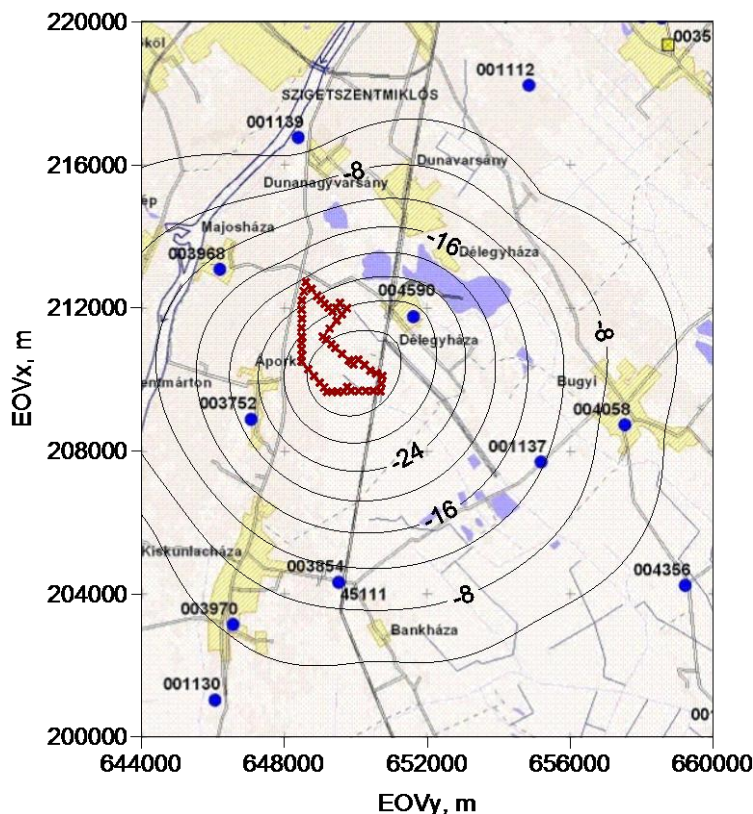 220000
216000
212000
208000
204000
200000
EOVx, m
644000
648000
652000
656000
660000
EOVy, m
0035
001112
SZIGETSZENTMIKLÓS
001139
Dunavarsány
-8
Dunanagyvarsány
Majosháza
-16
Délegyháza
003968
004590
-8
Délegyháza
Áporka
Bugyi
003752
004058
-24
001137
-16
Kiskunlacháza
003854
45111
004356
-8
003970
Bankháza
001130